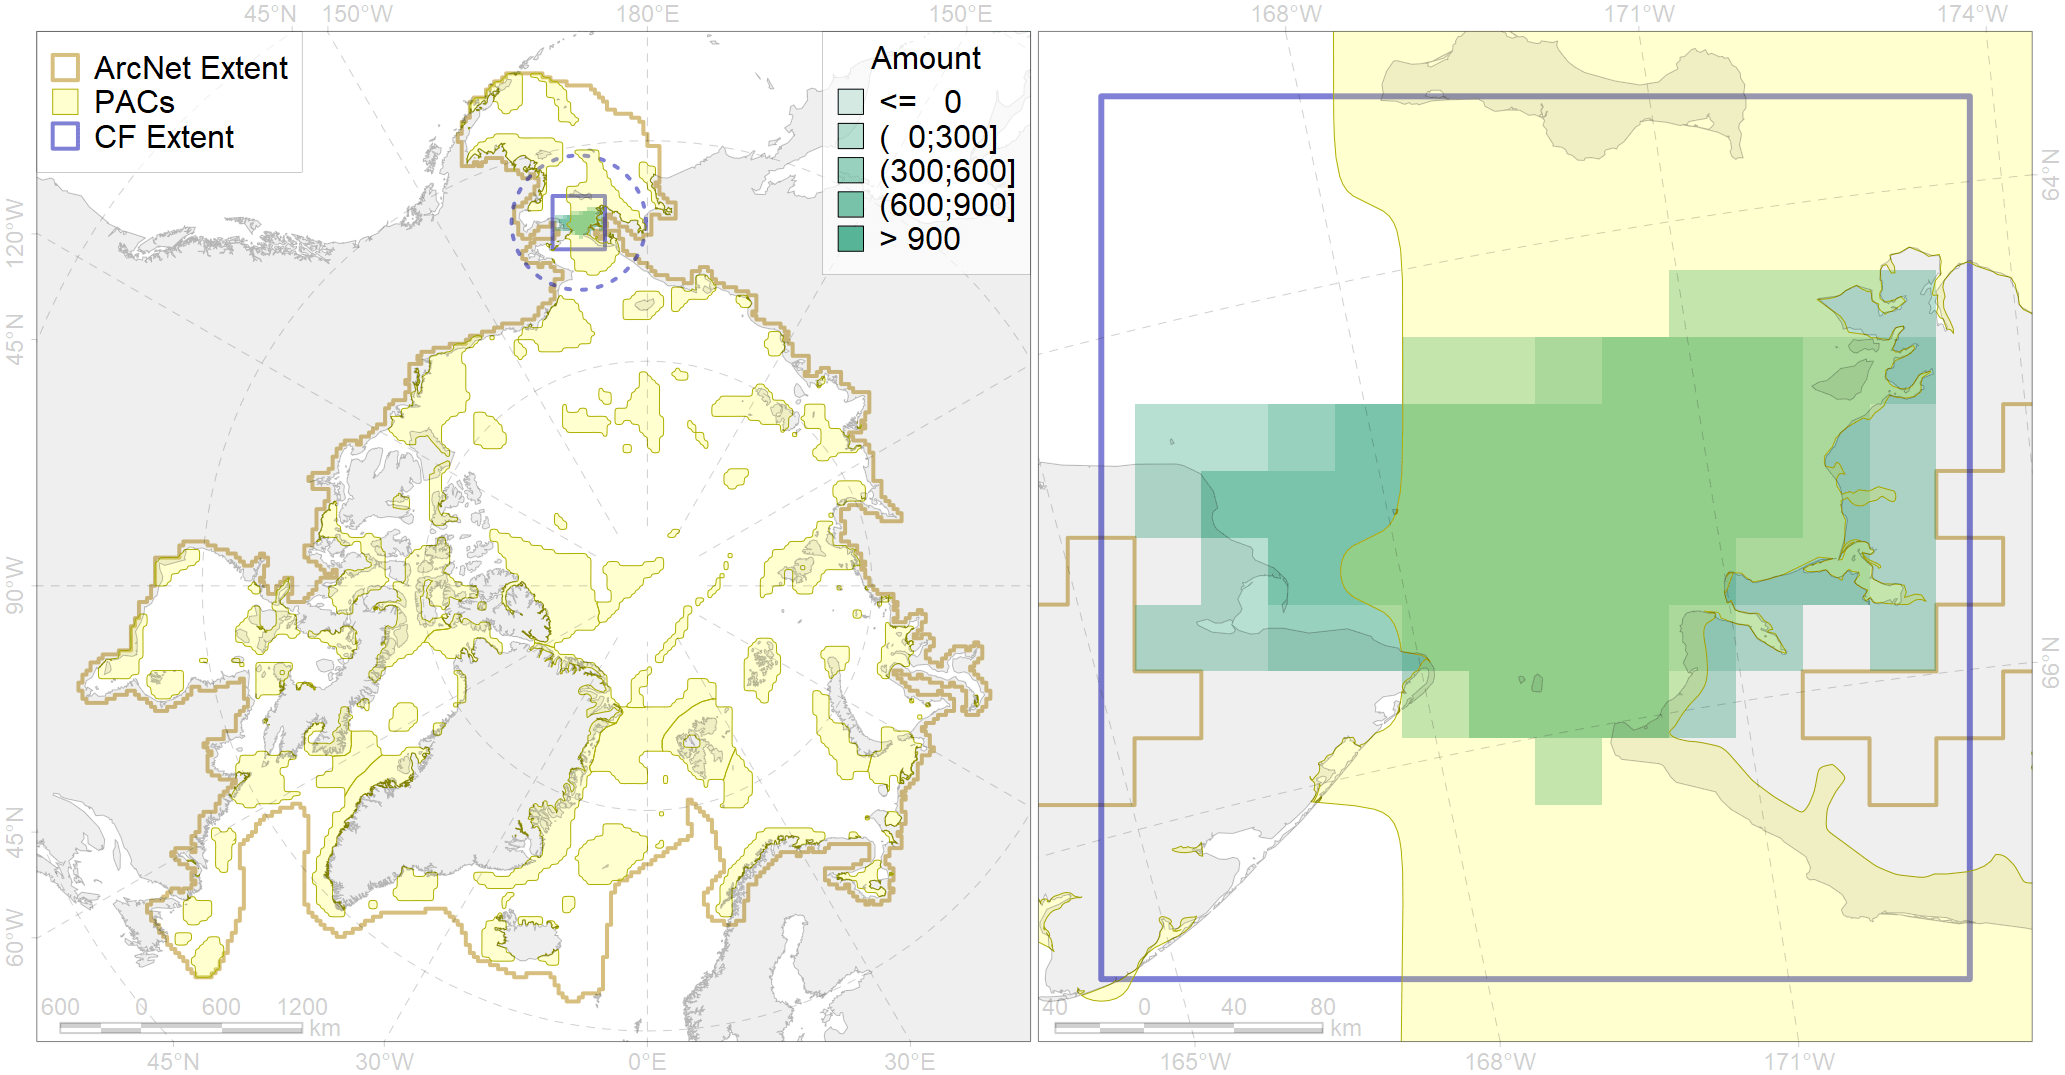 45°N 150°W 180°E 150°E 168°W 171°W 174°W
ArcNet Extent
PACs
CF Extent
Amount
<= 0
( 0;300]
(300;600]
(600;900]
> 900
120°W
45°N
90°W
45°N
60°W
64°N
66°N
600 0 600 1200
km
40 0 40 80
km
45°N 30°W 0°E 30°E 165°W 168°W 171°W